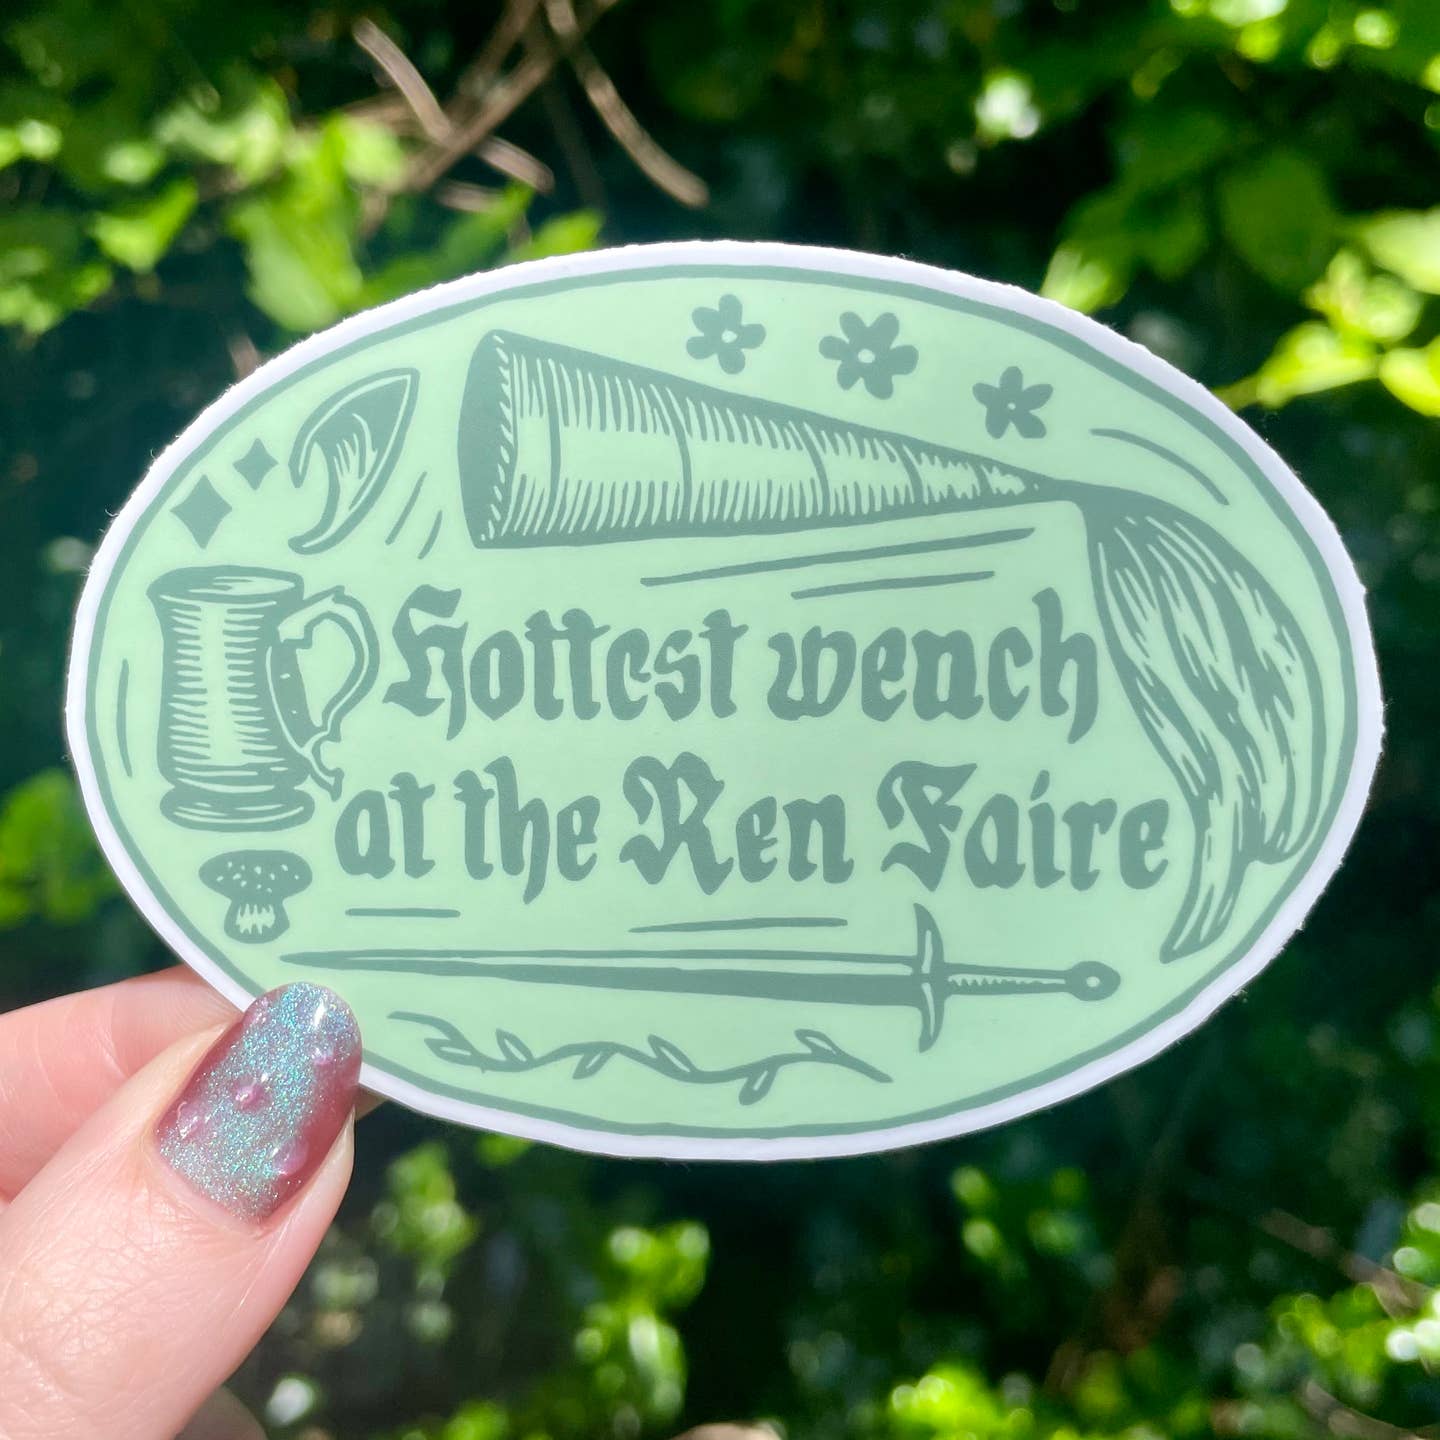 Hottest wench
at the Ren Faire